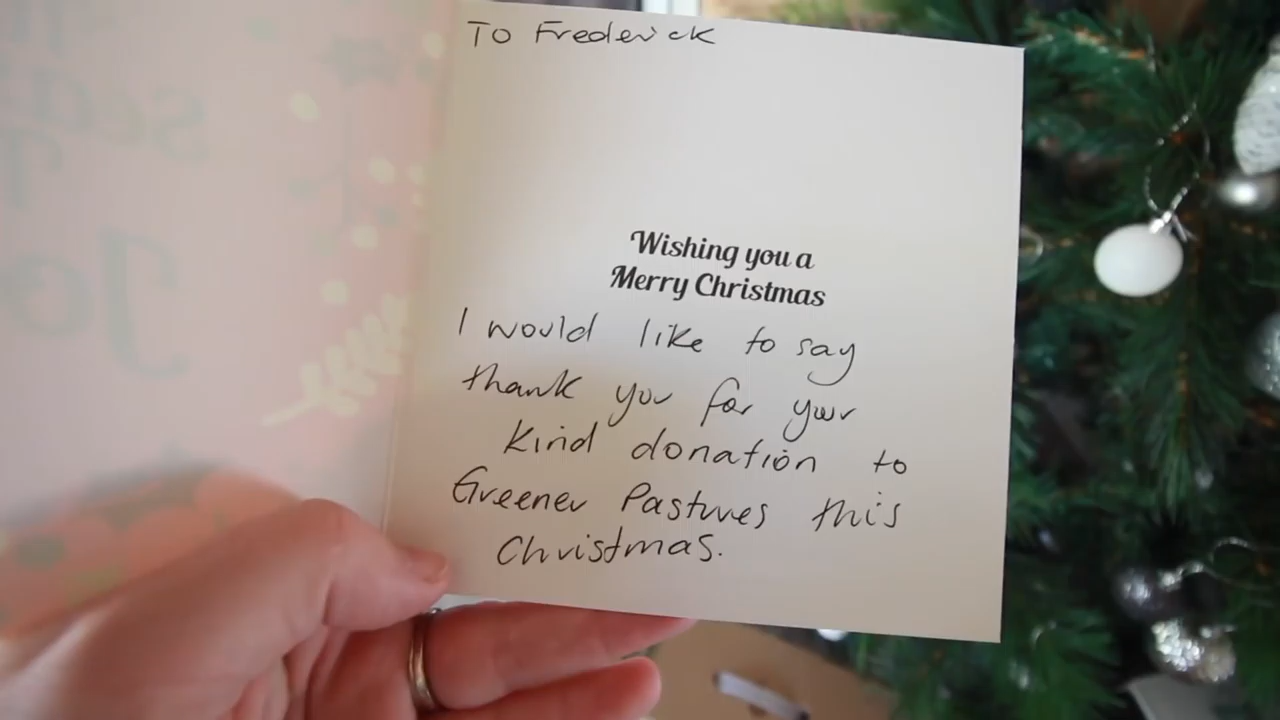 To Frederick
Wishing you a
Merry Christmas
I would like to say
thank you for your
kind donation to
Greener Pastures this
Christmas.